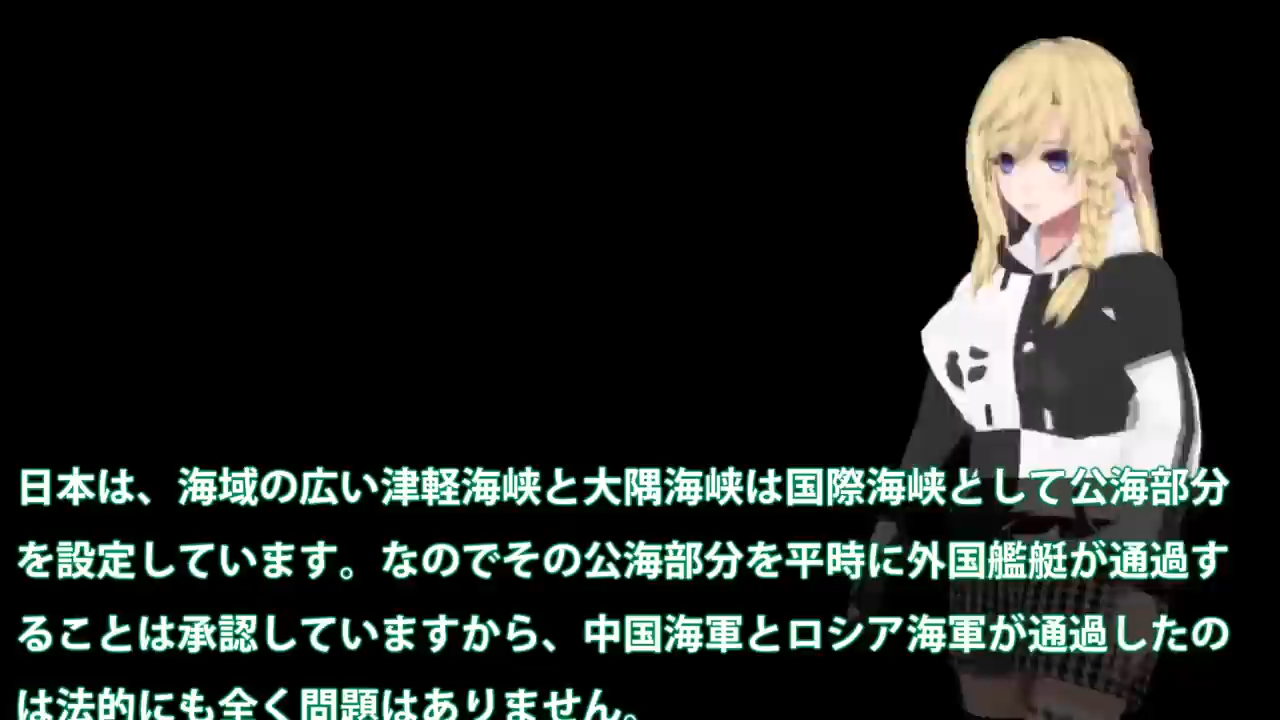 日本は、海域の広い津軽海峡と大隅海峡は国際海峡として公海部分
を設定しています。なのでその公海部分を平時に外国艦艇が通過す
ることは承認していますから、中国海軍とロシア海軍が通過したの
は法的にも全く問題はありません。